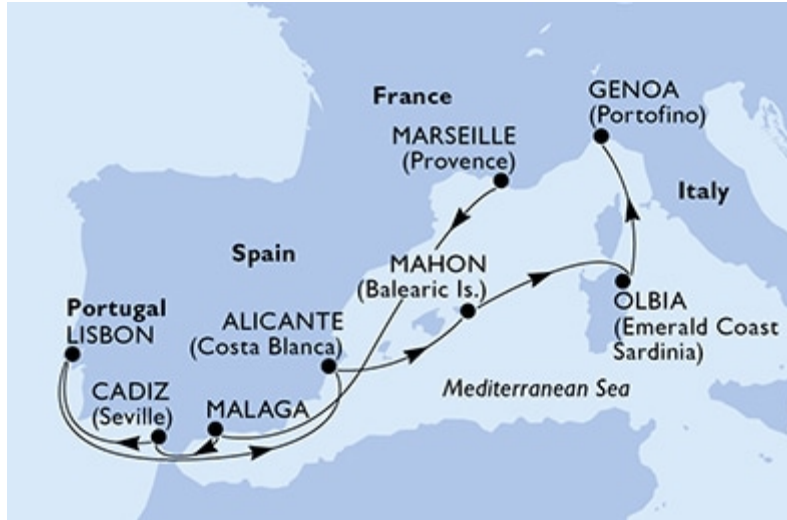 France
GENOA
(Portofino)
MARSEILLE
(Provence)
Italy
Spain
MAHON
(Balearic Is.)
Portugal
LISBON
ALICANTE
(Costa Blanca)
OLBIA
(Emerald Coast
Sardinia)
CADIZ
(Seville)
MALAGA
Mediterranean Sea